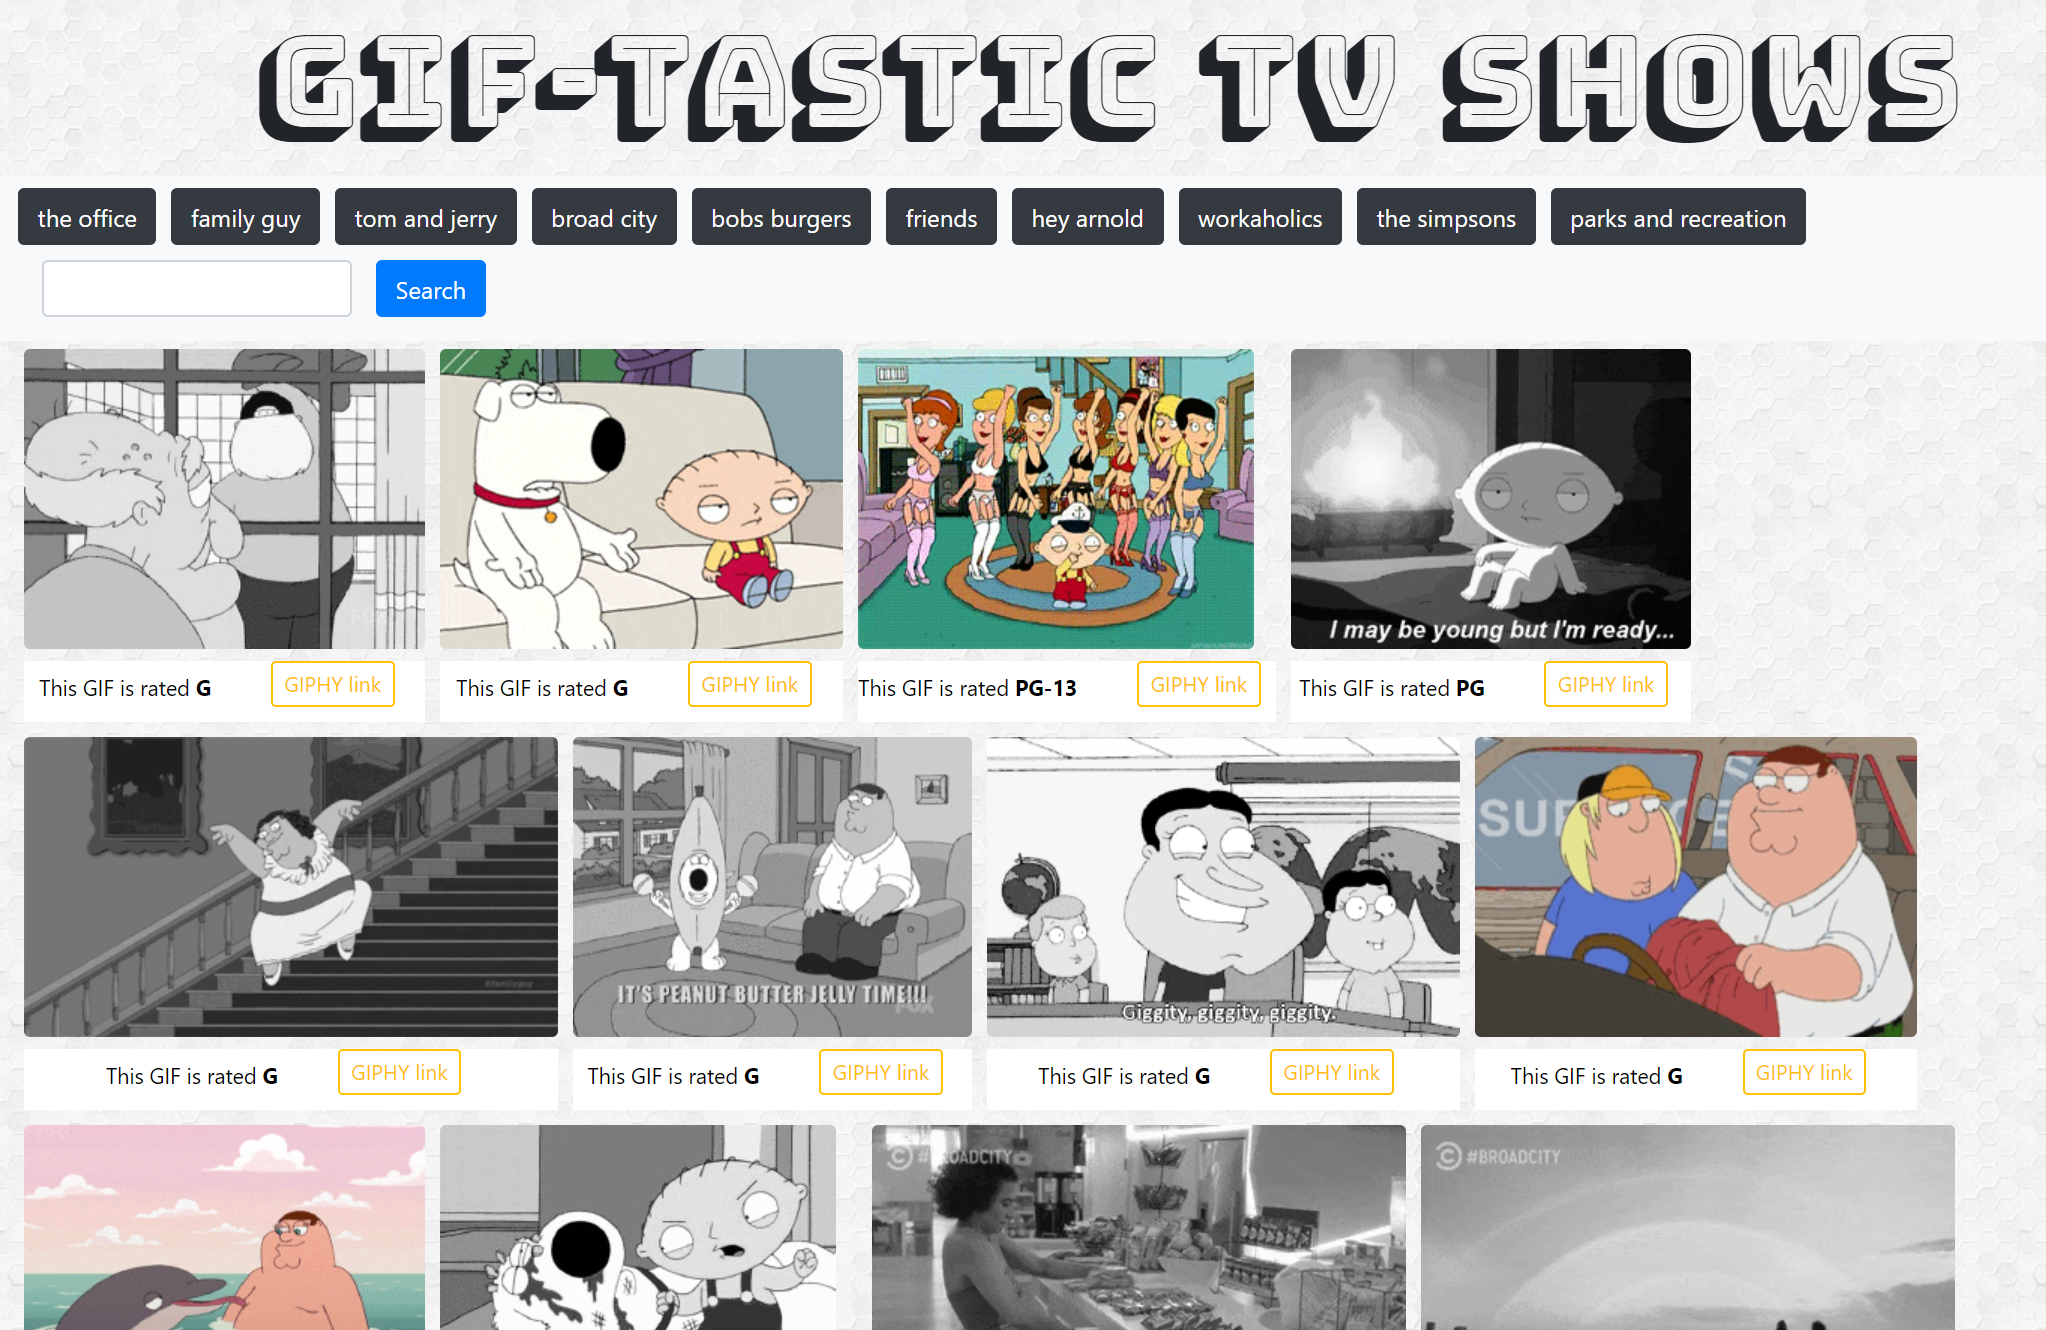 GIF-TASTIC TV SHOWS
the office
family guy
tom and jerry
broad city
bobs burgers
friends
hey arnold
workaholics
the simpsons
parks and recreation
Search
I may be young but I'm ready...
This GIF is rated G
GIPHY link
This GIF is rated G
GIPHY link
This GIF is rated PG-13
GIPHY link
This GIF is rated PG
GIPHY link
#familyguy
IT'S PEANUT BUTTER JELLY TIME!!!
FOX
Giggity, giggity, giggity.
This GIF is rated G
GIPHY link
This GIF is rated G
GIPHY link
This GIF is rated G
GIPHY link
This GIF is rated G
GIPHY link
#BROADCITY
#BROADCITY